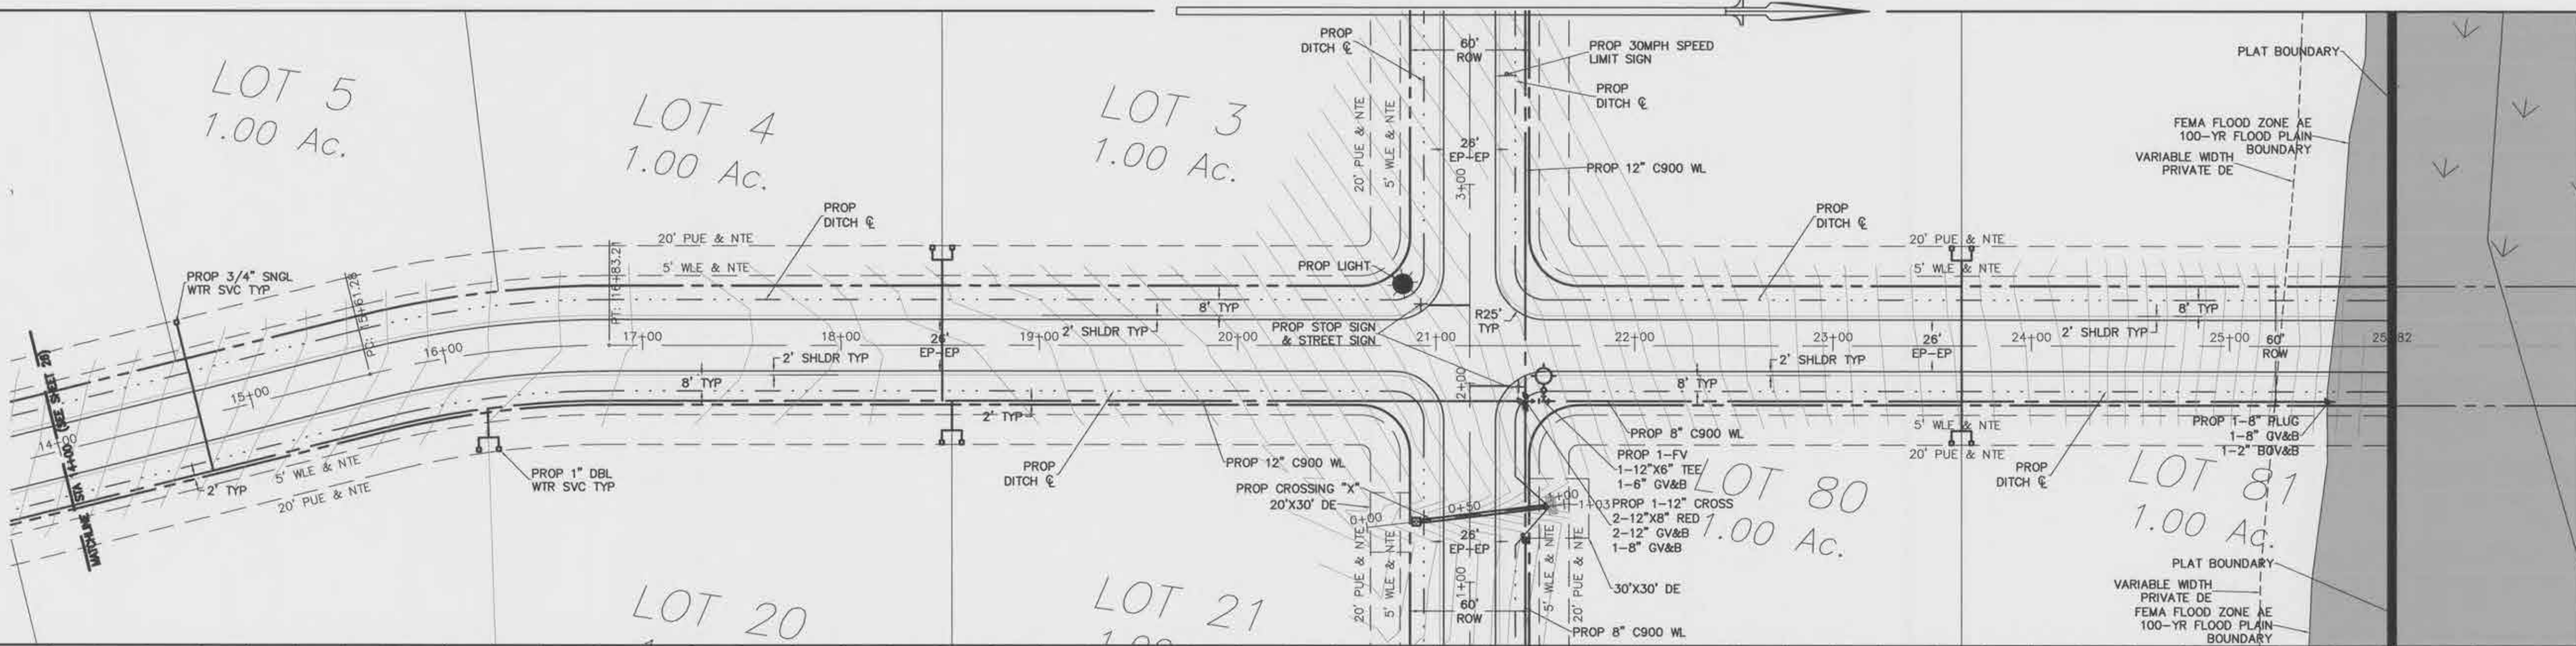 LOT 5
1.00 Ac.
LOT 4
1.00 Ac.
LOT 3
1.00 Ac.
PROP
DITCH ℄
60'
ROW
PROP 30MPH SPEED
LIMIT SIGN
PROP
DITCH ℄
20' PUE & NTE
5' WLE & NTE
26'
EP-EP
3+00
PROP 12" C900 WL
PLAT BOUNDARY
FEMA FLOOD ZONE AE
100-YR FLOOD PLAIN
BOUNDARY
VARIABLE WIDTH
PRIVATE DE
PROP
DITCH ℄
20' PUE & NTE
5' WLE & NTE
PROP 3/4" SNGL
WTR SVC TYP
PC: 15+61.28
PT: 16+83.21
PROP LIGHT
PROP STOP SIGN
& STREET SIGN
R25'
TYP
PROP
DITCH ℄
20' PUE & NTE
5' WLE & NTE
8' TYP
2' SHLDR TYP
8' TYP
2' SHLDR TYP
14+00
15+00
16+00
17+00
18+00
26'
EP-EP
19+00
20+00
21+00
22+00
23+00
26'
EP-EP
24+00
25+00
60'
ROW
25+82
2+00
MATCHLINE STA 14+00 (SEE SHEET 26)
2' SHLDR TYP
8' TYP
2' TYP
2' SHLDR TYP
8' TYP
2' TYP
5' WLE & NTE
20' PUE & NTE
PROP 1" DBL
WTR SVC TYP
PROP
DITCH ℄
PROP 12" C900 WL
PROP CROSSING "X"
20'X30' DE
0+00
0+50
1+00
1+03
PROP 8" C900 WL
PROP 1-FV
1-12"X6" TEE
1-6" GV&B
PROP 1-12" CROSS
2-12"X8" RED
2-12" GV&B
1-8" GV&B
5' WLE & NTE
20' PUE & NTE
PROP
DITCH ℄
PROP 1-8" PLUG
1-8" GV&B
1-2" BOV&B
LOT 80
1.00 Ac.
LOT 81
1.00 Ac.
26'
EP-EP
20' PUE & NTE
5' WLE & NTE
1+00
5' WLE & NTE
20' PUE & NTE
30'X30' DE
60'
ROW
PROP 8" C900 WL
LOT 20
LOT 21
PLAT BOUNDARY
VARIABLE WIDTH
PRIVATE DE
FEMA FLOOD ZONE AE
100-YR FLOOD PLAIN
BOUNDARY